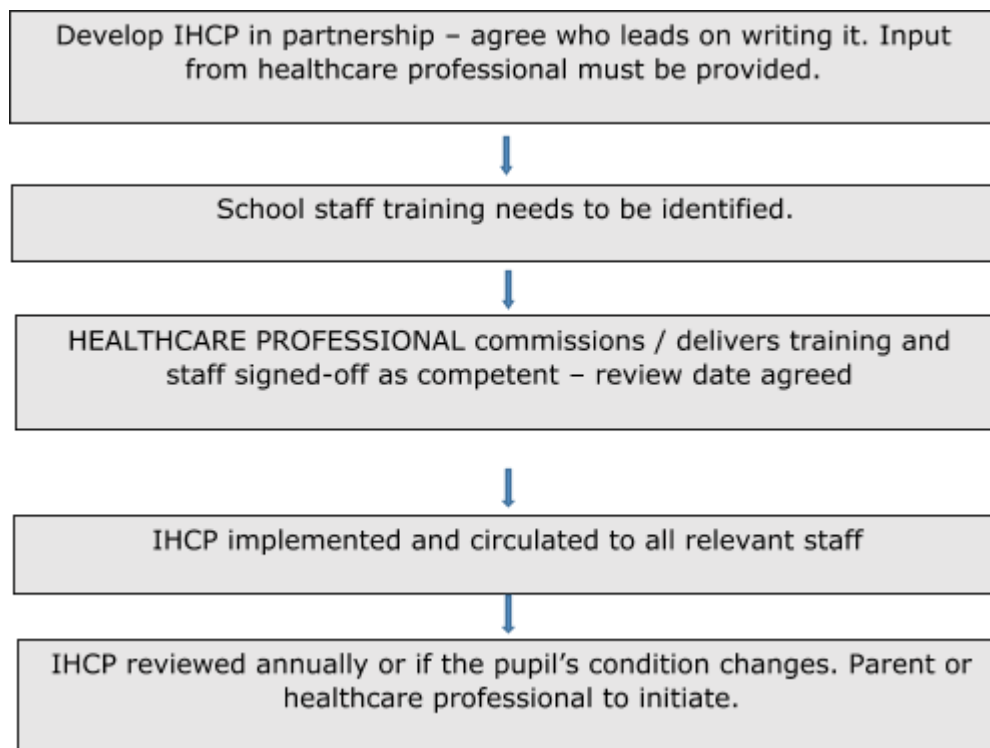 Develop IHCP in partnership – agree who leads on writing it. Input
from healthcare professional must be provided.
School staff training needs to be identified.
HEALTHCARE PROFESSIONAL commissions / delivers training and
staff signed-off as competent – review date agreed
IHCP implemented and circulated to all relevant staff
IHCP reviewed annually or if the pupil’s condition changes. Parent or
healthcare professional to initiate.